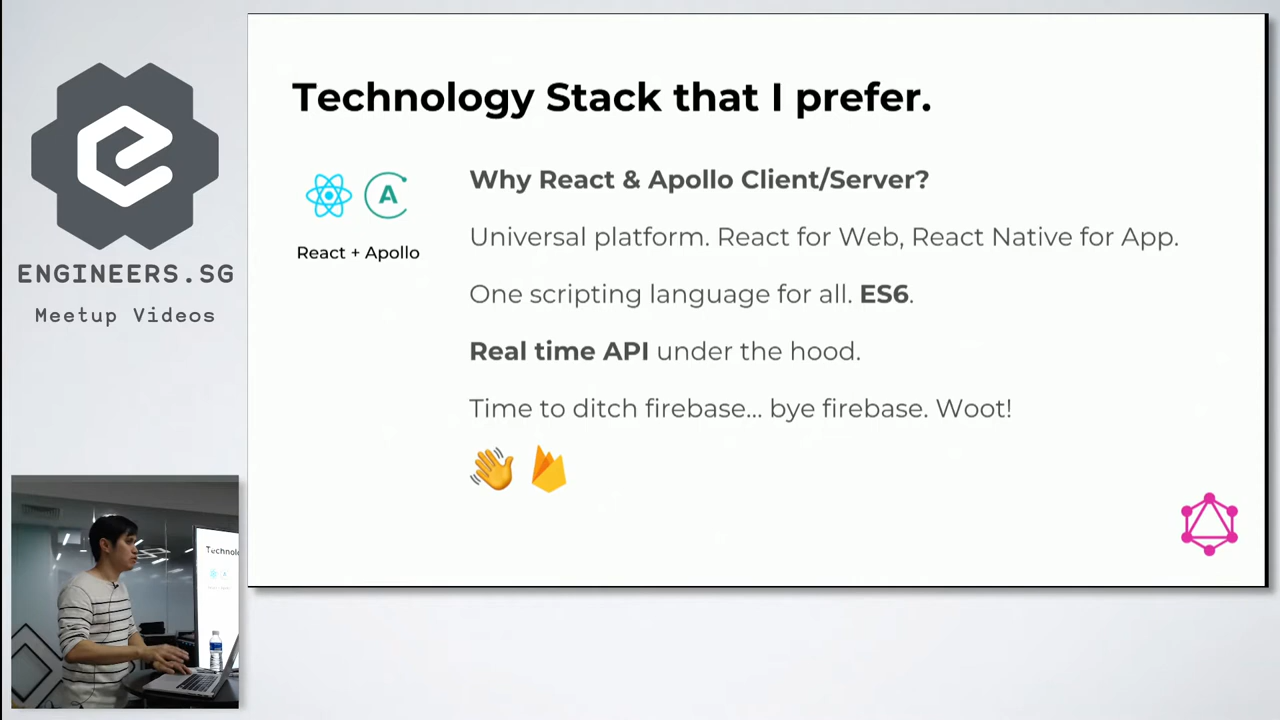 ENGINEERS.SG
Meetup Videos
Technology Stack that I prefer.
A
React + Apollo
Why React & Apollo Client/Server?
Universal platform. React for Web, React Native for App.
One scripting language for all. ES6.
Real time API under the hood.
Time to ditch firebase... bye firebase. Woot!
Technolo